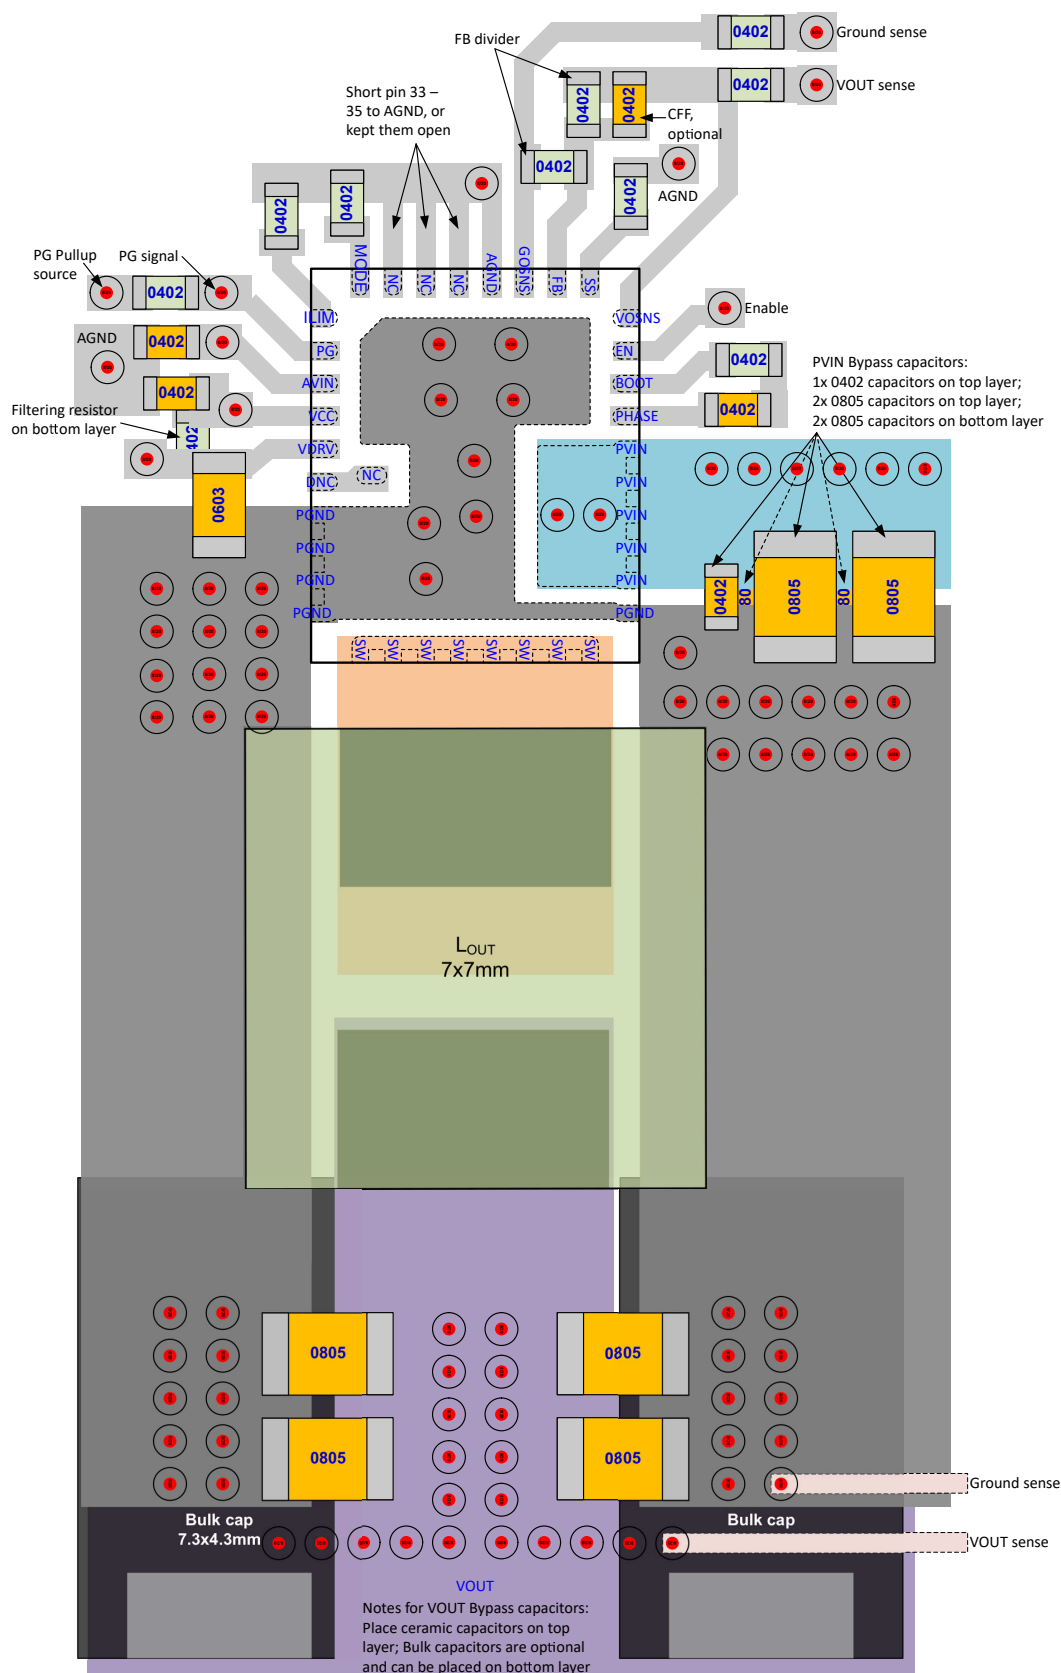 0402
Ground sense
FB divider
0402
VOUT sense
0402
0402
CFF,
optional
Short pin 33 –
35 to AGND, or
kept them open
0402
AGND
0402
0402
0402
PG Pullup
source
PG signal
0402
MODE
NC
NC
NC
AGND
GOSNS
FB
SS
ILIM
VOSNS
Enable
AGND
0402
PG
EN
0402
PVIN Bypass capacitors:
1x 0402 capacitors on top layer;
2x 0805 capacitors on top layer;
2x 0805 capacitors on bottom layer
0402
AVIN
BOOT
Filtering resistor
on bottom layer
402
VCC
PHASE
0402
VDRV
PVIN
0603
DNC
NC
PVIN
PGND
PVIN
PGND
PVIN
PGND
PVIN
PGND
PGND
0402
80
0805
80
0805
SW
SW
SW
SW
SW
SW
SW
SW
LOUT
7x7mm
0805
0805
0805
0805
Ground sense
Bulk cap
7.3x4.3mm
Bulk cap
VOUT sense
VOUT
Notes for VOUT Bypass capacitors:
Place ceramic capacitors on top
layer; Bulk capacitors are optional
and can be placed on bottom layer